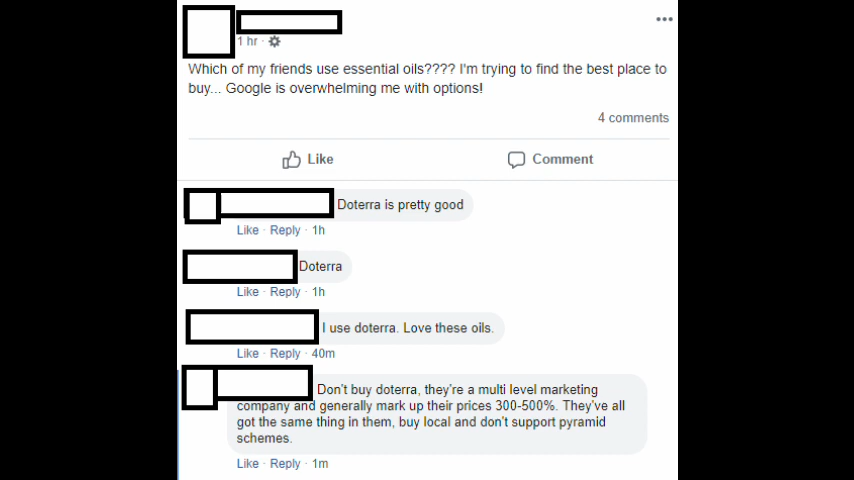 1 hr ·
Which of my friends use essential oils???? I'm trying to find the best place to
buy... Google is overwhelming me with options!
4 comments
Like Comment
Doterra is pretty good
Like · Reply · 1h
Doterra
Like · Reply · 1h
I use doterra. Love these oils.
Like · Reply · 40m
Don't buy doterra, they're a multi level marketing
company and generally mark up their prices 300-500%. They've all
got the same thing in them, buy local and don't support pyramid
schemes.
Like · Reply · 1m